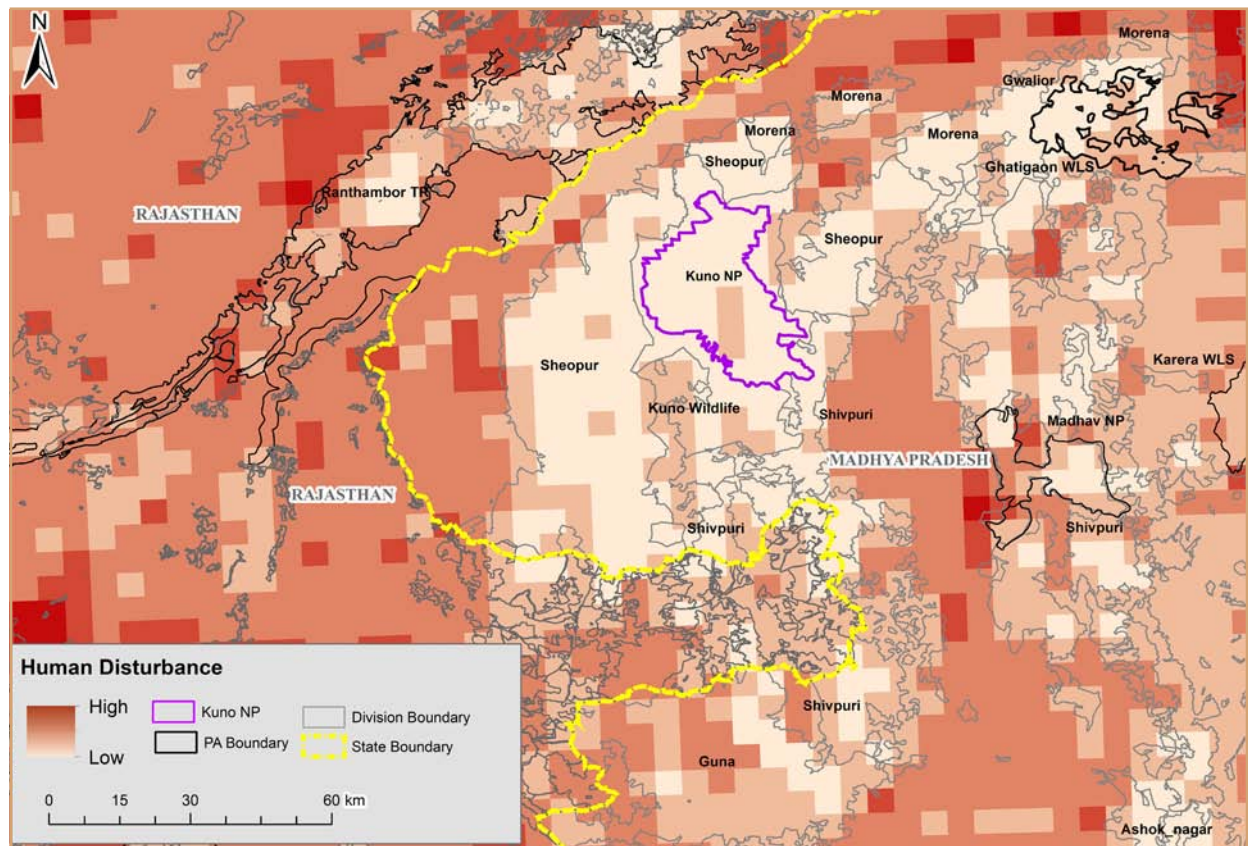 N
Morena
Gwalior
Morena
Morena
Morena
Sheopur
Ghatigaon WLS
Ranthambor TR
RAJASTHAN
Sheopur
Kuno NP
Sheopur
Karera WLS
Kuno Wildlife
Shivpuri
Madhav NP
MADHYA PRADESH
RAJASTHAN
Shivpuri
Shivpuri
Shivpuri
Guna
Ashok_nagar
Human Disturbance
High
Low
Kuno NP
PA Boundary
Division Boundary
State Boundary
0 15 30 60 km